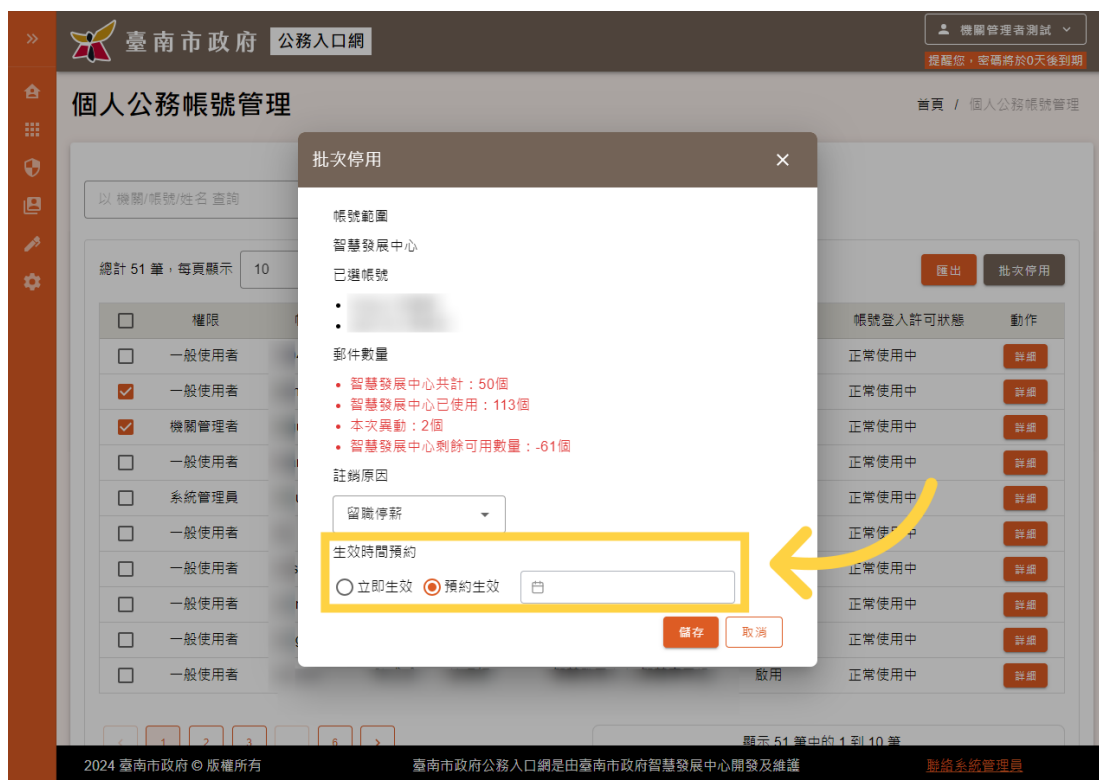 臺南市政府 公務入口網
機關管理者測試
提醒您，密碼將於0天後到期
個人公務帳號管理
首頁 / 個人公務帳號管理
批次停用
以 機關/帳號/姓名 查詢
帳號範圍
智慧發展中心
已選帳號
郵件數量
智慧發展中心共計：50個
智慧發展中心已使用：113個
本次異動：2個
智慧發展中心剩餘可用數量：-61個
註銷原因
留職停薪
生效時間預約
立即生效 預約生效
儲存 取消
總計 51 筆，每頁顯示 10
匯出 批次停用
權限 帳號登入許可狀態 動作
一般使用者 正常使用中 詳細
一般使用者 正常使用中 詳細
機關管理者 正常使用中 詳細
一般使用者 正常使用中 詳細
系統管理員 正常使用中 詳細
一般使用者 正常使用中 詳細
一般使用者 正常使用中 詳細
一般使用者 正常使用中 詳細
一般使用者 正常使用中 詳細
一般使用者 啟用 正常使用中 詳細
1 2 3 ... 6
顯示 51 筆中的 1 到 10 筆
2024 臺南市政府 © 版權所有 臺南市政府公務入口網是由臺南市政府智慧發展中心開發及維護 聯絡系統管理員